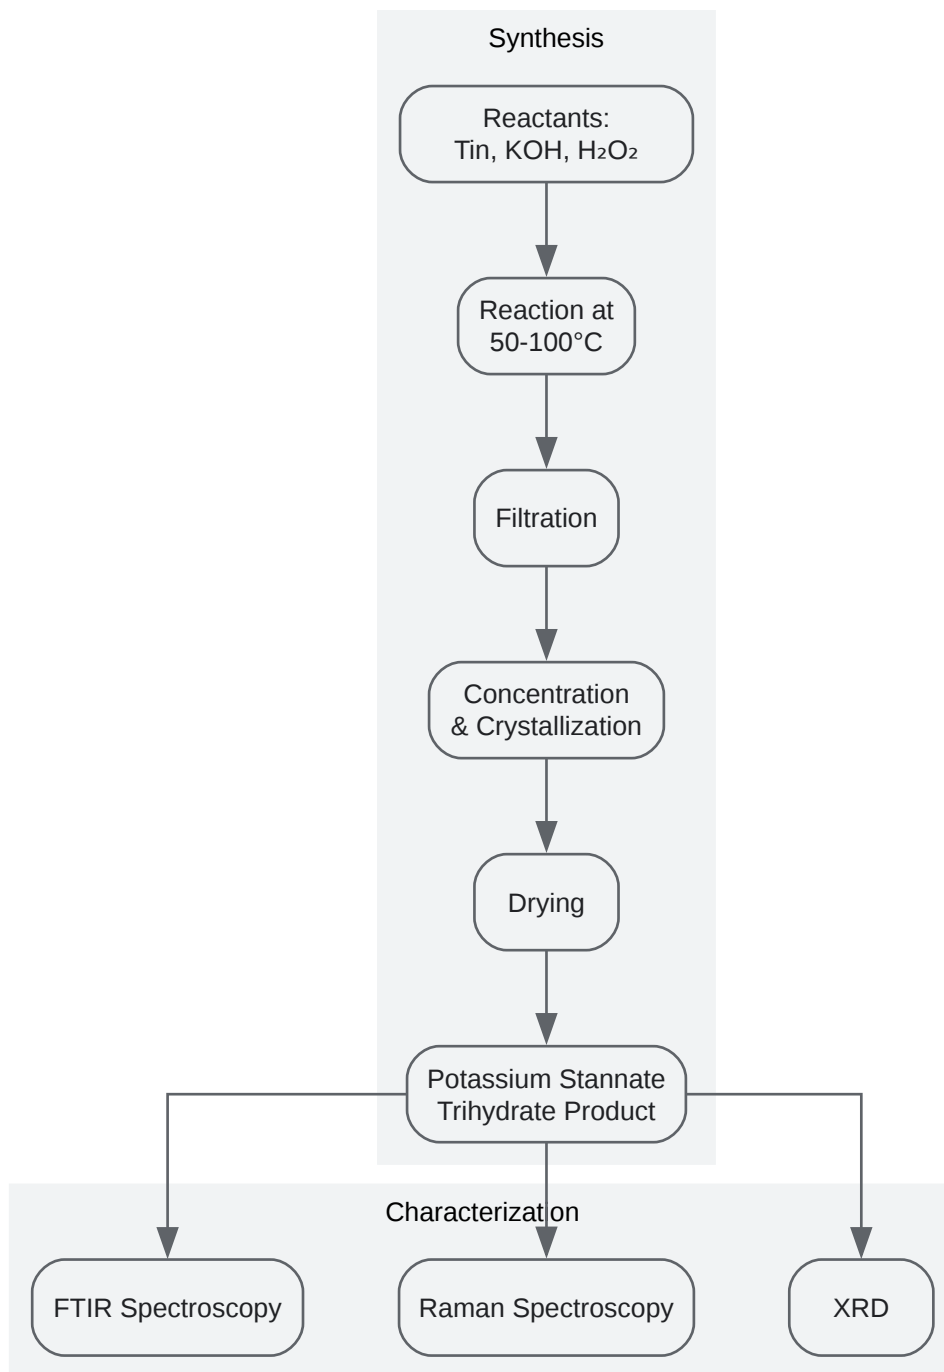 Synthesis
Reactants:
Tin, KOH, H₂O₂
Reaction at
50-100°C
Filtration
Concentration
& Crystallization
Drying
Potassium Stannate
Trihydrate Product
Characterization
FTIR Spectroscopy
Raman Spectroscopy
XRD